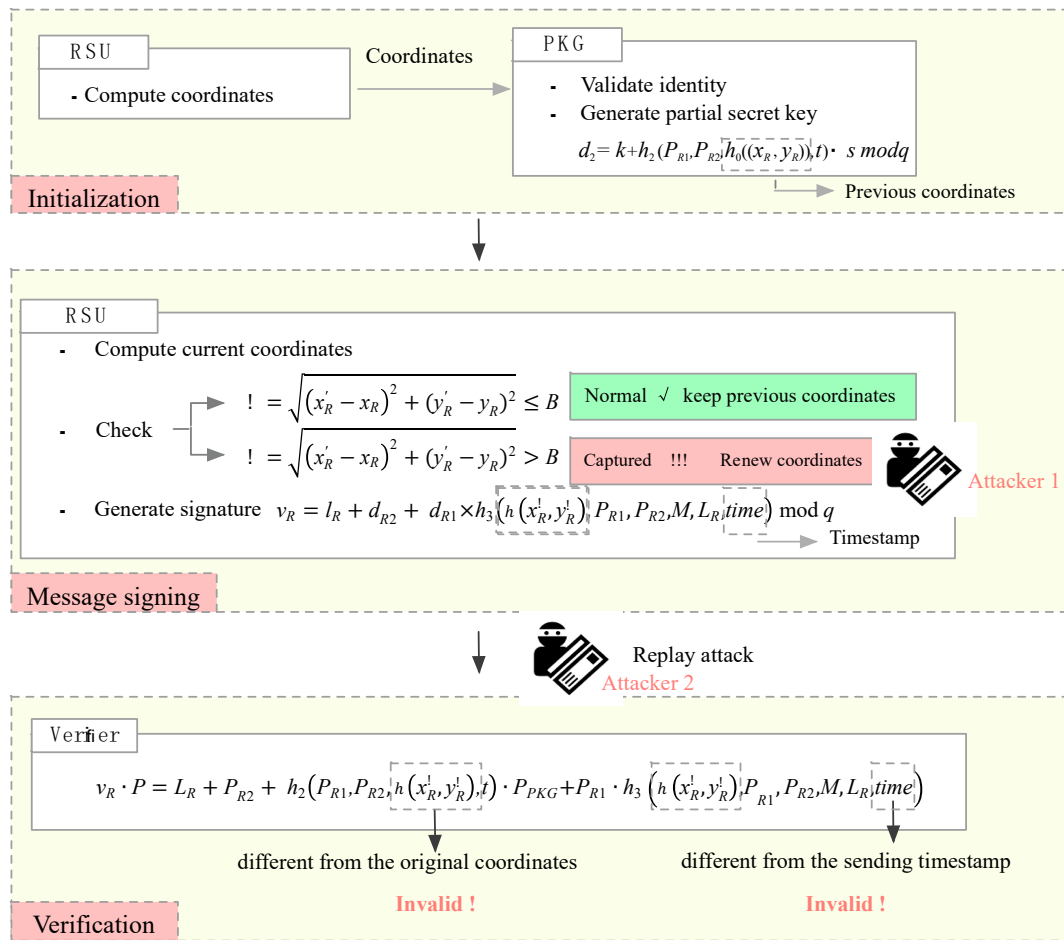 RSU
- Compute coordinates
Coordinates
PKG
- Validate identity
- Generate partial secret key
d₂= k+h₂(P_R1,P_R2,h₀((x_R,y_R)),t)· s modq
Previous coordinates
Initialization
RSU
- Compute current coordinates
- Check
! = √((x′_R − x_R)² + (y′_R − y_R)²) ≤ B
Normal √ keep previous coordinates
! = √((x′_R − x_R)² + (y′_R − y_R)²) > B
Captured !!! Renew coordinates
Attacker 1
- Generate signature v_R = l_R + d_R2 + d_R1×h₃(h(x!_R,y!_R),P_R1,P_R2,M,L_R,time) mod q
Timestamp
Message signing
Replay attack
Attacker 2
Verifier
v_R · P = L_R + P_R2 + h₂(P_R1,P_R2,h(x!_R,y!_R),t) · P_PKG+P_R1 · h₃(h(x!_R,y!_R),P_R1,P_R2,M,L_R,time)
different from the original coordinates
different from the sending timestamp
Invalid !
Invalid !
Verification